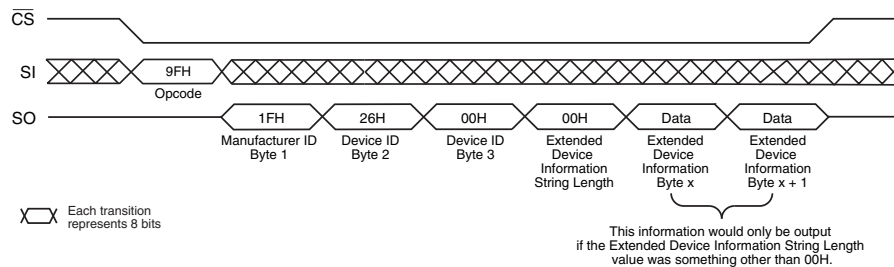 CS
SI
9FH
Opcode
SO
1FH
26H
00H
00H
Data
Data
Manufacturer ID
Byte 1
Device ID
Byte 2
Device ID
Byte 3
Extended
Device
Information
String Length
Extended
Device
Information
Byte x
Extended
Device
Information
Byte x + 1
Each transition
represents 8 bits
This information would only be output
if the Extended Device Information String Length
value was something other than 00H.